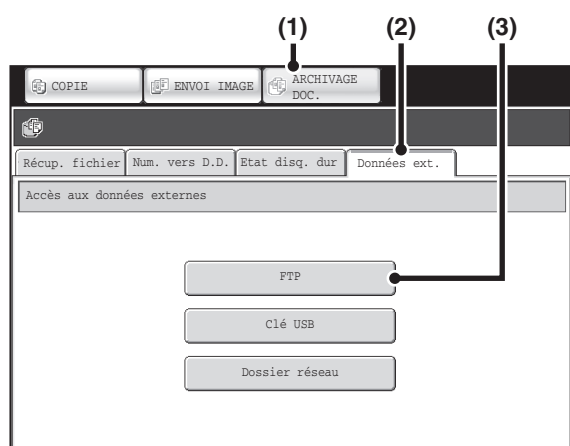 (1) (2) (3)
COPIE ENVOI IMAGE ARCHIVAGE
DOC.
Récup. fichier Num. vers D.D. Etat disq. dur Données ext.
Accès aux données externes
FTP
Clé USB
Dossier réseau